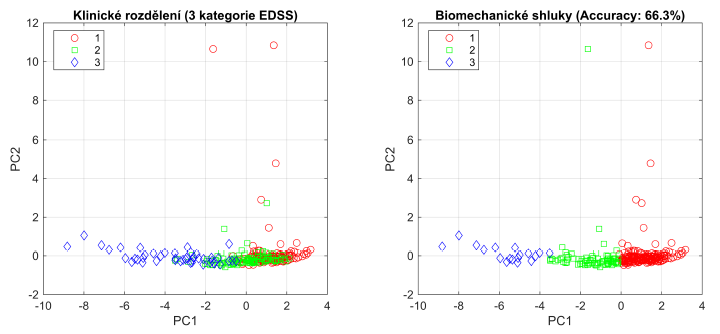 Klinické rozdělení (3 kategorie EDSS)
12
10
8
6
4
2
0
-2
PC2
1
2
3
-10 -8 -6 -4 -2 0 2 4
PC1
Biomechanické shluky (Accuracy: 66.3%)
12
10
8
6
4
2
0
-2
PC2
1
2
3
-10 -8 -6 -4 -2 0 2 4
PC1